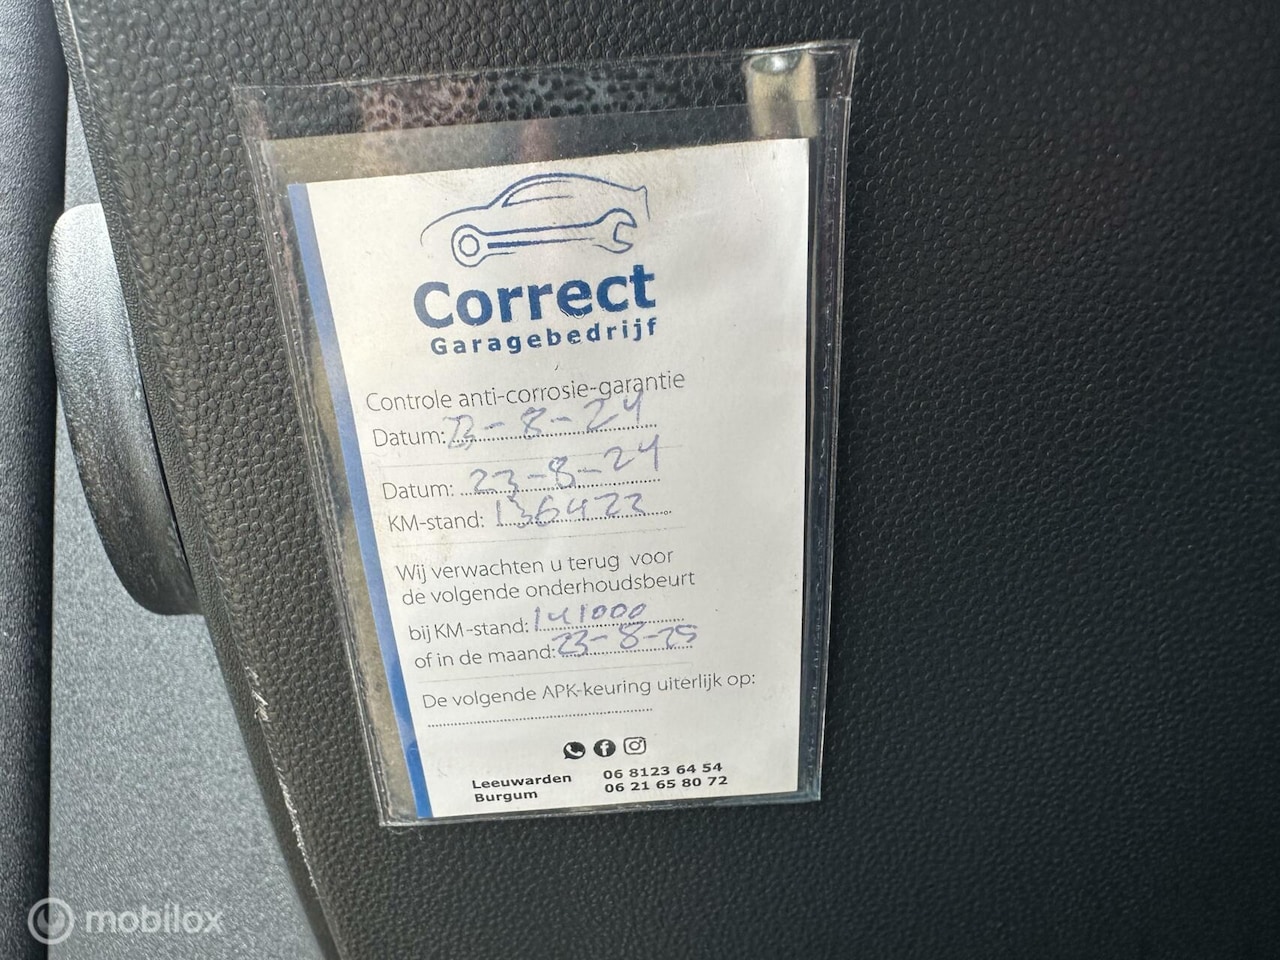 Correct
Garagebedrijf
Controle anti-corrosie-garantie
Datum: 23-8-24
Datum: 23-8-24
KM-stand: 136422
Wij verwachten u terug voor
de volgende onderhoudsbeurt
bij KM-stand: 141000
of in de maand: 23-8-25
De volgende APK-keuring uiterlijk op:
Leeuwarden 06 8123 64 54
Burgum 06 21 65 80 72
mobilox